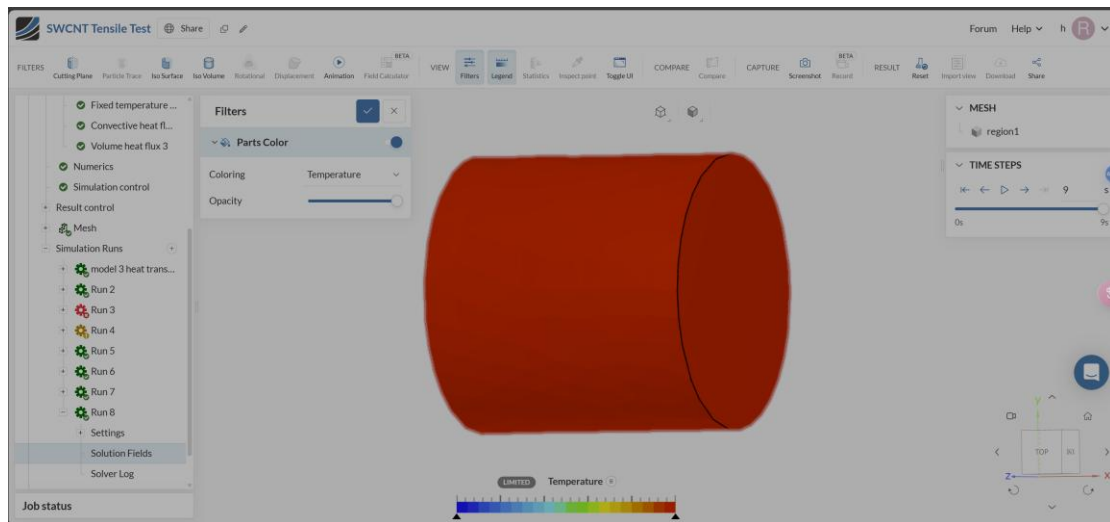 SWCNT Tensile Test Share
Forum Help h R
FILTERS Cutting Plane Particle Trace Iso Surface Iso Volume Rotational Displacement Animation BETA Field Calculator VIEW Filters Legend Statistics Inspect point Toggle UI COMPARE Compare CAPTURE Screenshot BETA Record RESULT Reset Import view Download Share
Fixed temperature ...
Convective heat fl...
Volume heat flux 3
Numerics
Simulation control
Result control
Mesh
Simulation Runs
model 3 heat trans...
Run 2
Run 3
Run 4
Run 5
Run 6
Run 7
Run 8
Settings
Solution Fields
Solver Log
Job status
Filters
Parts Color
Coloring Temperature
Opacity
MESH
region1
TIME STEPS
9 s
0s 9s
Y
TOP
Z X
LIMITED Temperature